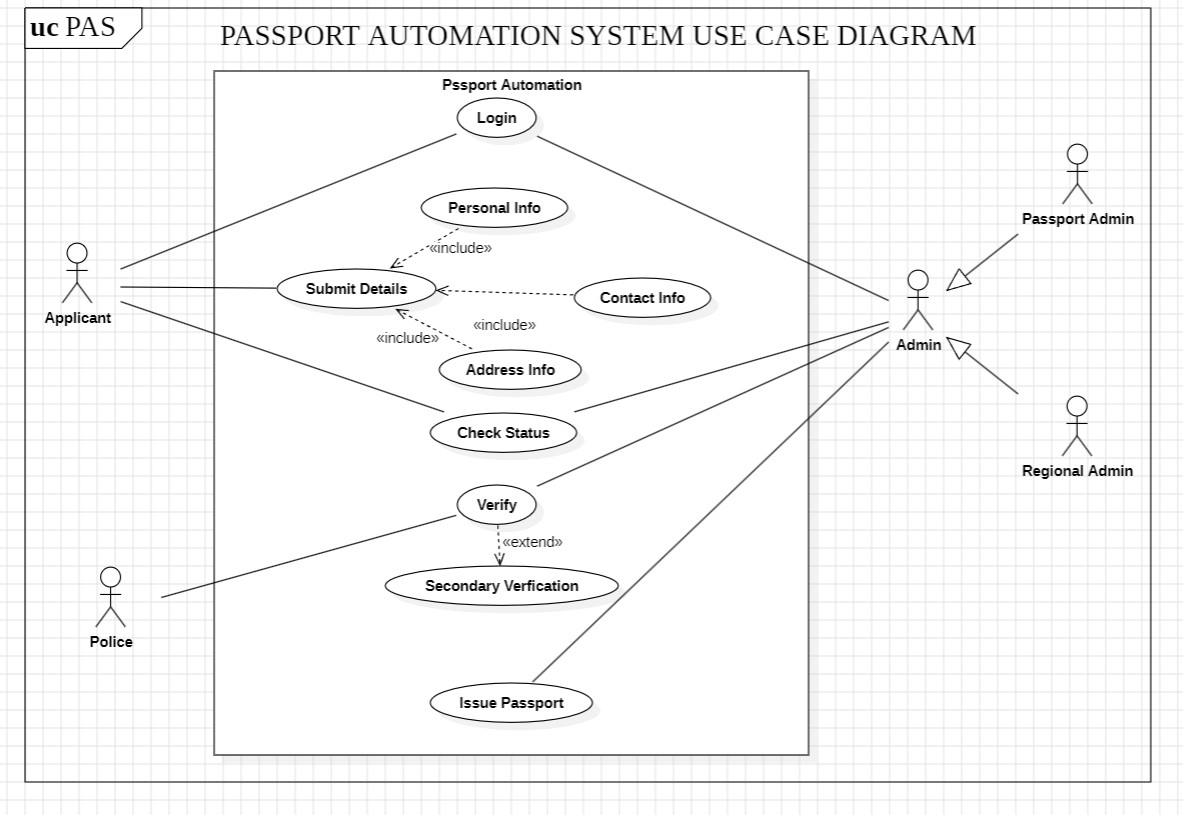 uc PAS
PASSPORT AUTOMATION SYSTEM USE CASE DIAGRAM
Pssport Automation
Login
Passport Admin
Personal Info
«include»
Submit Details
Contact Info
Applicant
«include»
«include»
Admin
Address Info
Check Status
Regional Admin
Verify
«extend»
Secondary Verfication
Police
Issue Passport